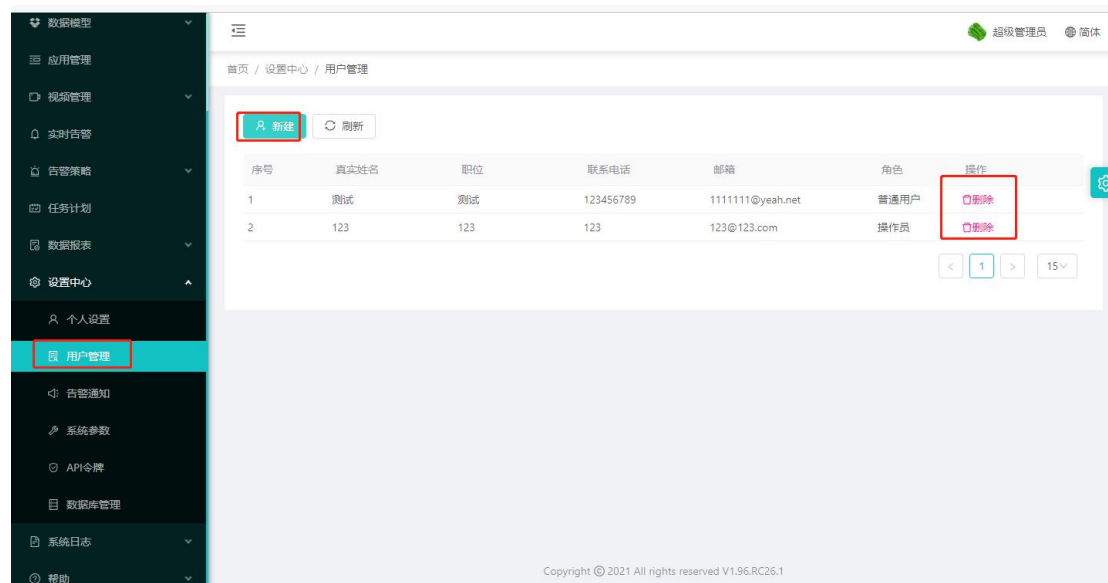 数据模型
应用管理
视频管理
实时告警
告警策略
任务计划
数据报表
设置中心
个人设置
用户管理
告警通知
系统参数
API令牌
数据库管理
系统日志
帮助
超级管理员 简体
首页 / 设置中心 / 用户管理
新建 刷新
序号 真实姓名 职位 联系电话 邮箱 角色 操作
1 测试 测试 123456789 1111111@yeah.net 普通用户 删除
2 123 123 123 123@123.com 操作员 删除
< 1 > 15
Copyright © 2021 All rights reserved V1.96.RC26.1